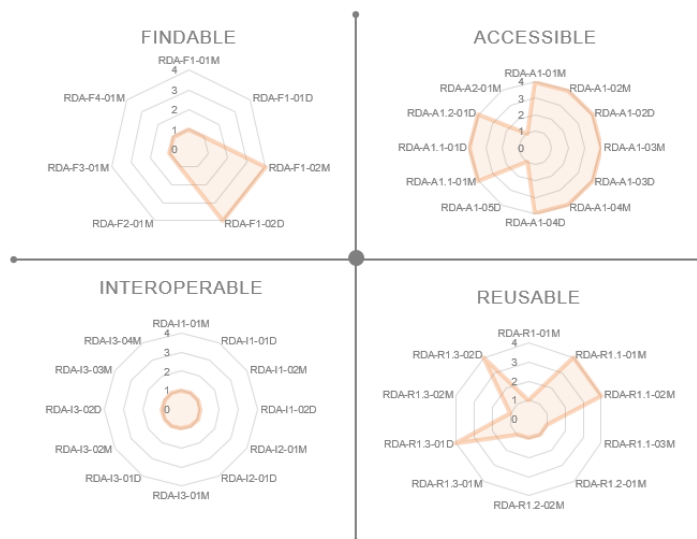 FINDABLE
RDA-F1-01M
RDA-F4-01M
RDA-F1-01D
RDA-F3-01M
RDA-F1-02M
RDA-F2-01M
RDA-F1-02D
4
3
2
1
0
ACCESSIBLE
RDA-A1-01M
RDA-A2-01M
RDA-A1-02M
RDA-A1.2-01D
RDA-A1-02D
RDA-A1.1-01D
RDA-A1-03M
RDA-A1.1-01M
RDA-A1-03D
RDA-A1-05D
RDA-A1-04M
RDA-A1-04D
4
3
2
1
0
INTEROPERABLE
RDA-I1-01M
RDA-I3-04M
RDA-I1-01D
RDA-I3-03M
RDA-I1-02M
RDA-I3-02D
RDA-I1-02D
RDA-I3-02M
RDA-I2-01M
RDA-I3-01D
RDA-I2-01D
RDA-I3-01M
4
3
2
1
0
REUSABLE
RDA-R1-01M
RDA-R1.3-02D
RDA-R1.1-01M
RDA-R1.3-02M
RDA-R1.1-02M
RDA-R1.3-01D
RDA-R1.1-03M
RDA-R1.3-01M
RDA-R1.2-01M
RDA-R1.2-02M
4
3
2
1
0